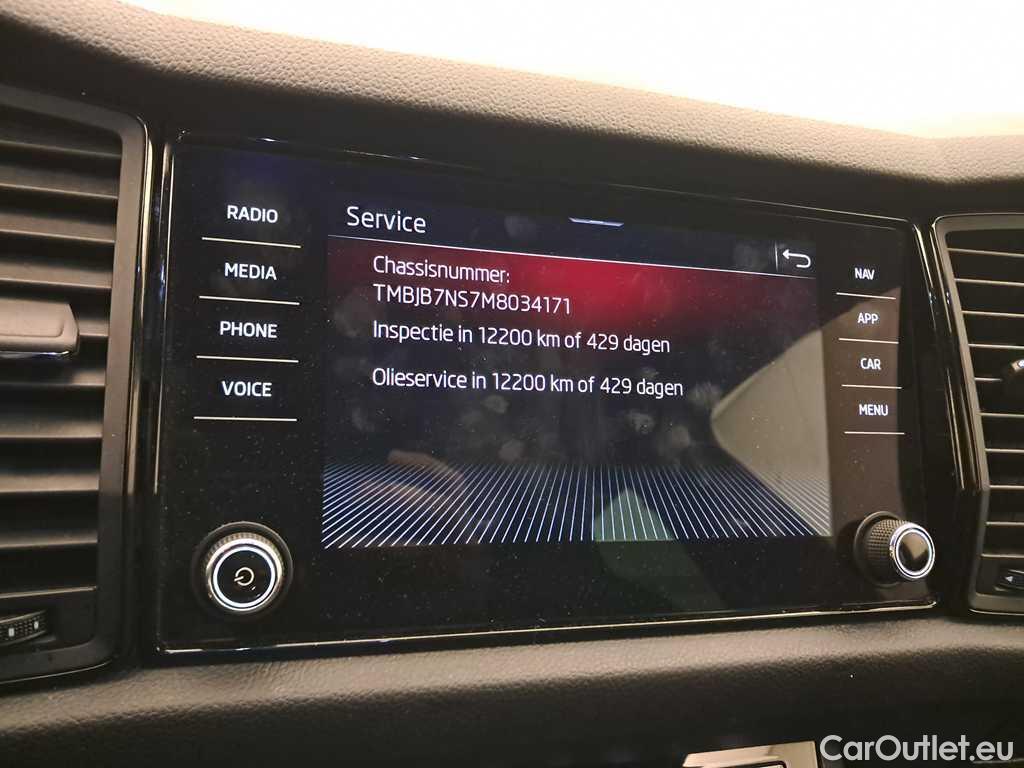 Service
RADIO
MEDIA
PHONE
VOICE
Chassisnummer:
TMBJB7NS7M8034171
Inspectie in 12200 km of 429 dagen
Olieservice in 12200 km of 429 dagen
NAV
APP
CAR
MENU
CarOutlet.eu